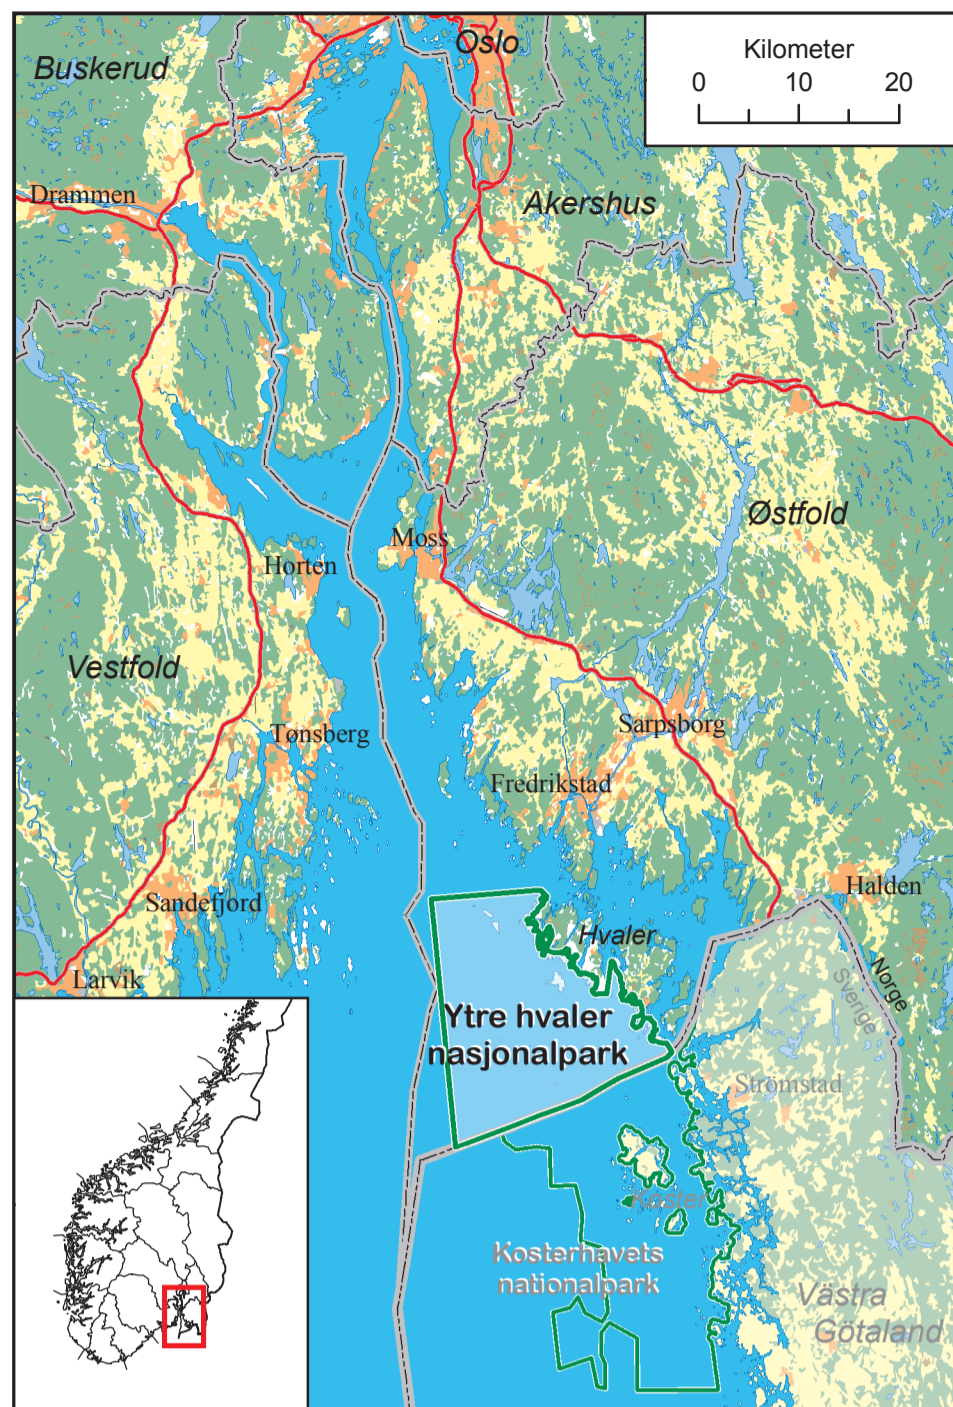 Oslo
Buskerud
Kilometer
0 10 20
Drammen
Akershus
Østfold
Moss
Horten
Vestfold
Sarpsborg
Tønsberg
Fredrikstad
Halden
Sandefjord
Hvaler
Larvik
Norge
Sverige
Ytre hvaler
nasjonalpark
Strömstad
Koster
Kosterhavets
nationalpark
Västra
Götaland